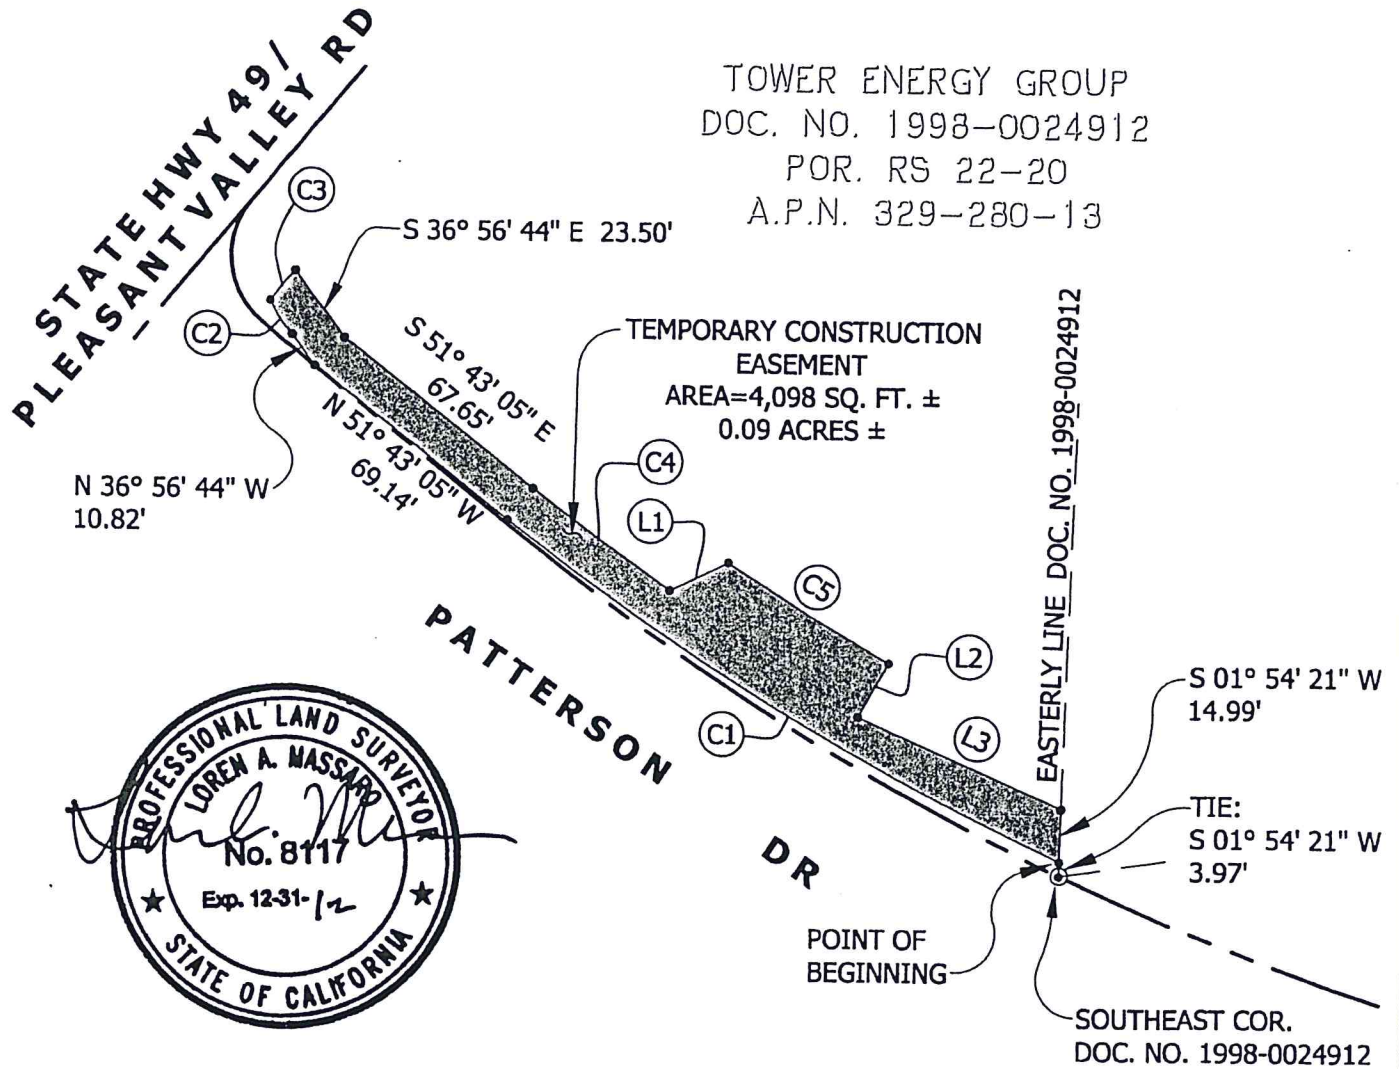 STATE HWY 49/
PLEASANT VALLEY RD
TOWER ENERGY GROUP
DOC. NO. 1998-0024912
POR. RS 22-20
A.P.N. 329-280-13
C3
S 36° 56' 44" E 23.50'
C2
S 51° 43' 05" E
67.65'
TEMPORARY CONSTRUCTION
EASEMENT
AREA=4,098 SQ. FT. ±
0.09 ACRES ±
N 51° 43' 05" W
69.14'
N 36° 56' 44" W
10.82'
C4
L1
C5
EASTERLY LINE DOC. NO. 1998-0024912
L2
L3
C1
S 01° 54' 21" W
14.99'
TIE:
S 01° 54' 21" W
3.97'
PATTERSON DR
POINT OF
BEGINNING
SOUTHEAST COR.
DOC. NO. 1998-0024912
PROFESSIONAL LAND SURVEYOR
LOREN A. MASSARO
No. 8117
Exp. 12-31-12
STATE OF CALIFORNIA